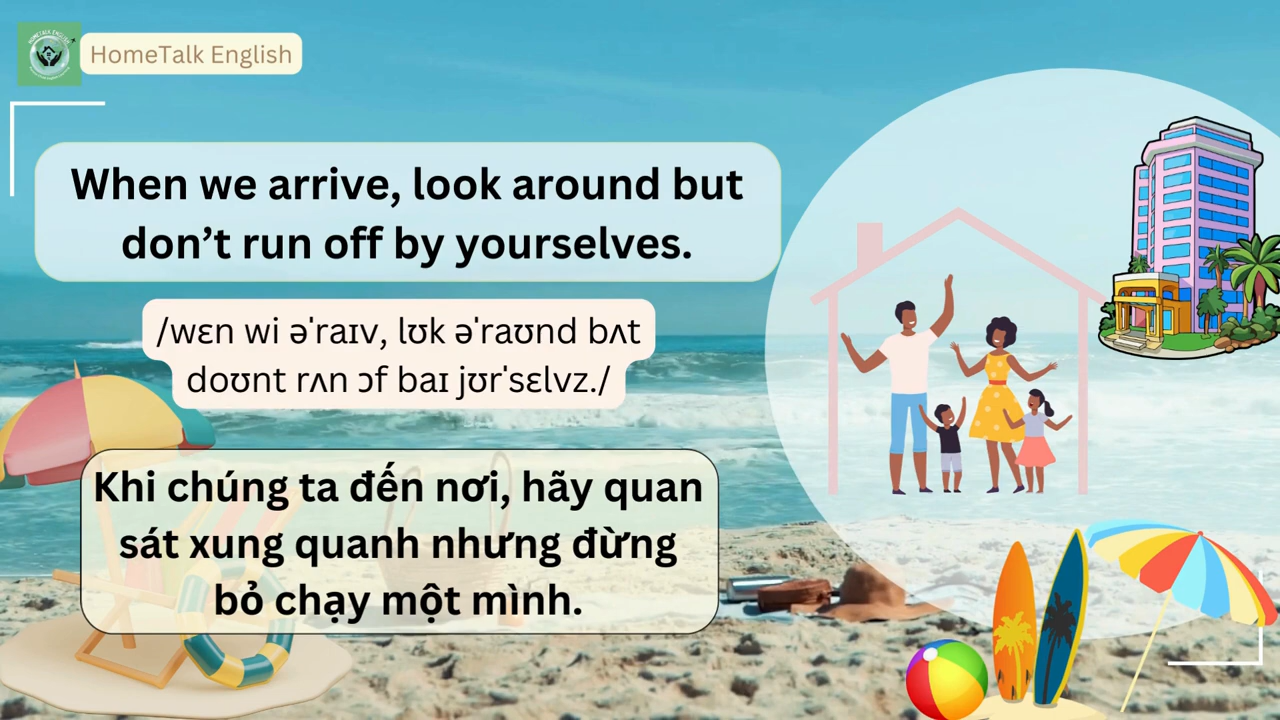 HOMETALK ENGLISH
HomeTalk English
When we arrive, look around but
don’t run off by yourselves.
/wɛn wi əˈraɪv, lʊk əˈraʊnd bʌt
doʊnt rʌn ɔf baɪ jʊrˈsɛlvz./
Khi chúng ta đến nơi, hãy quan
sát xung quanh nhưng đừng
bỏ chạy một mình.